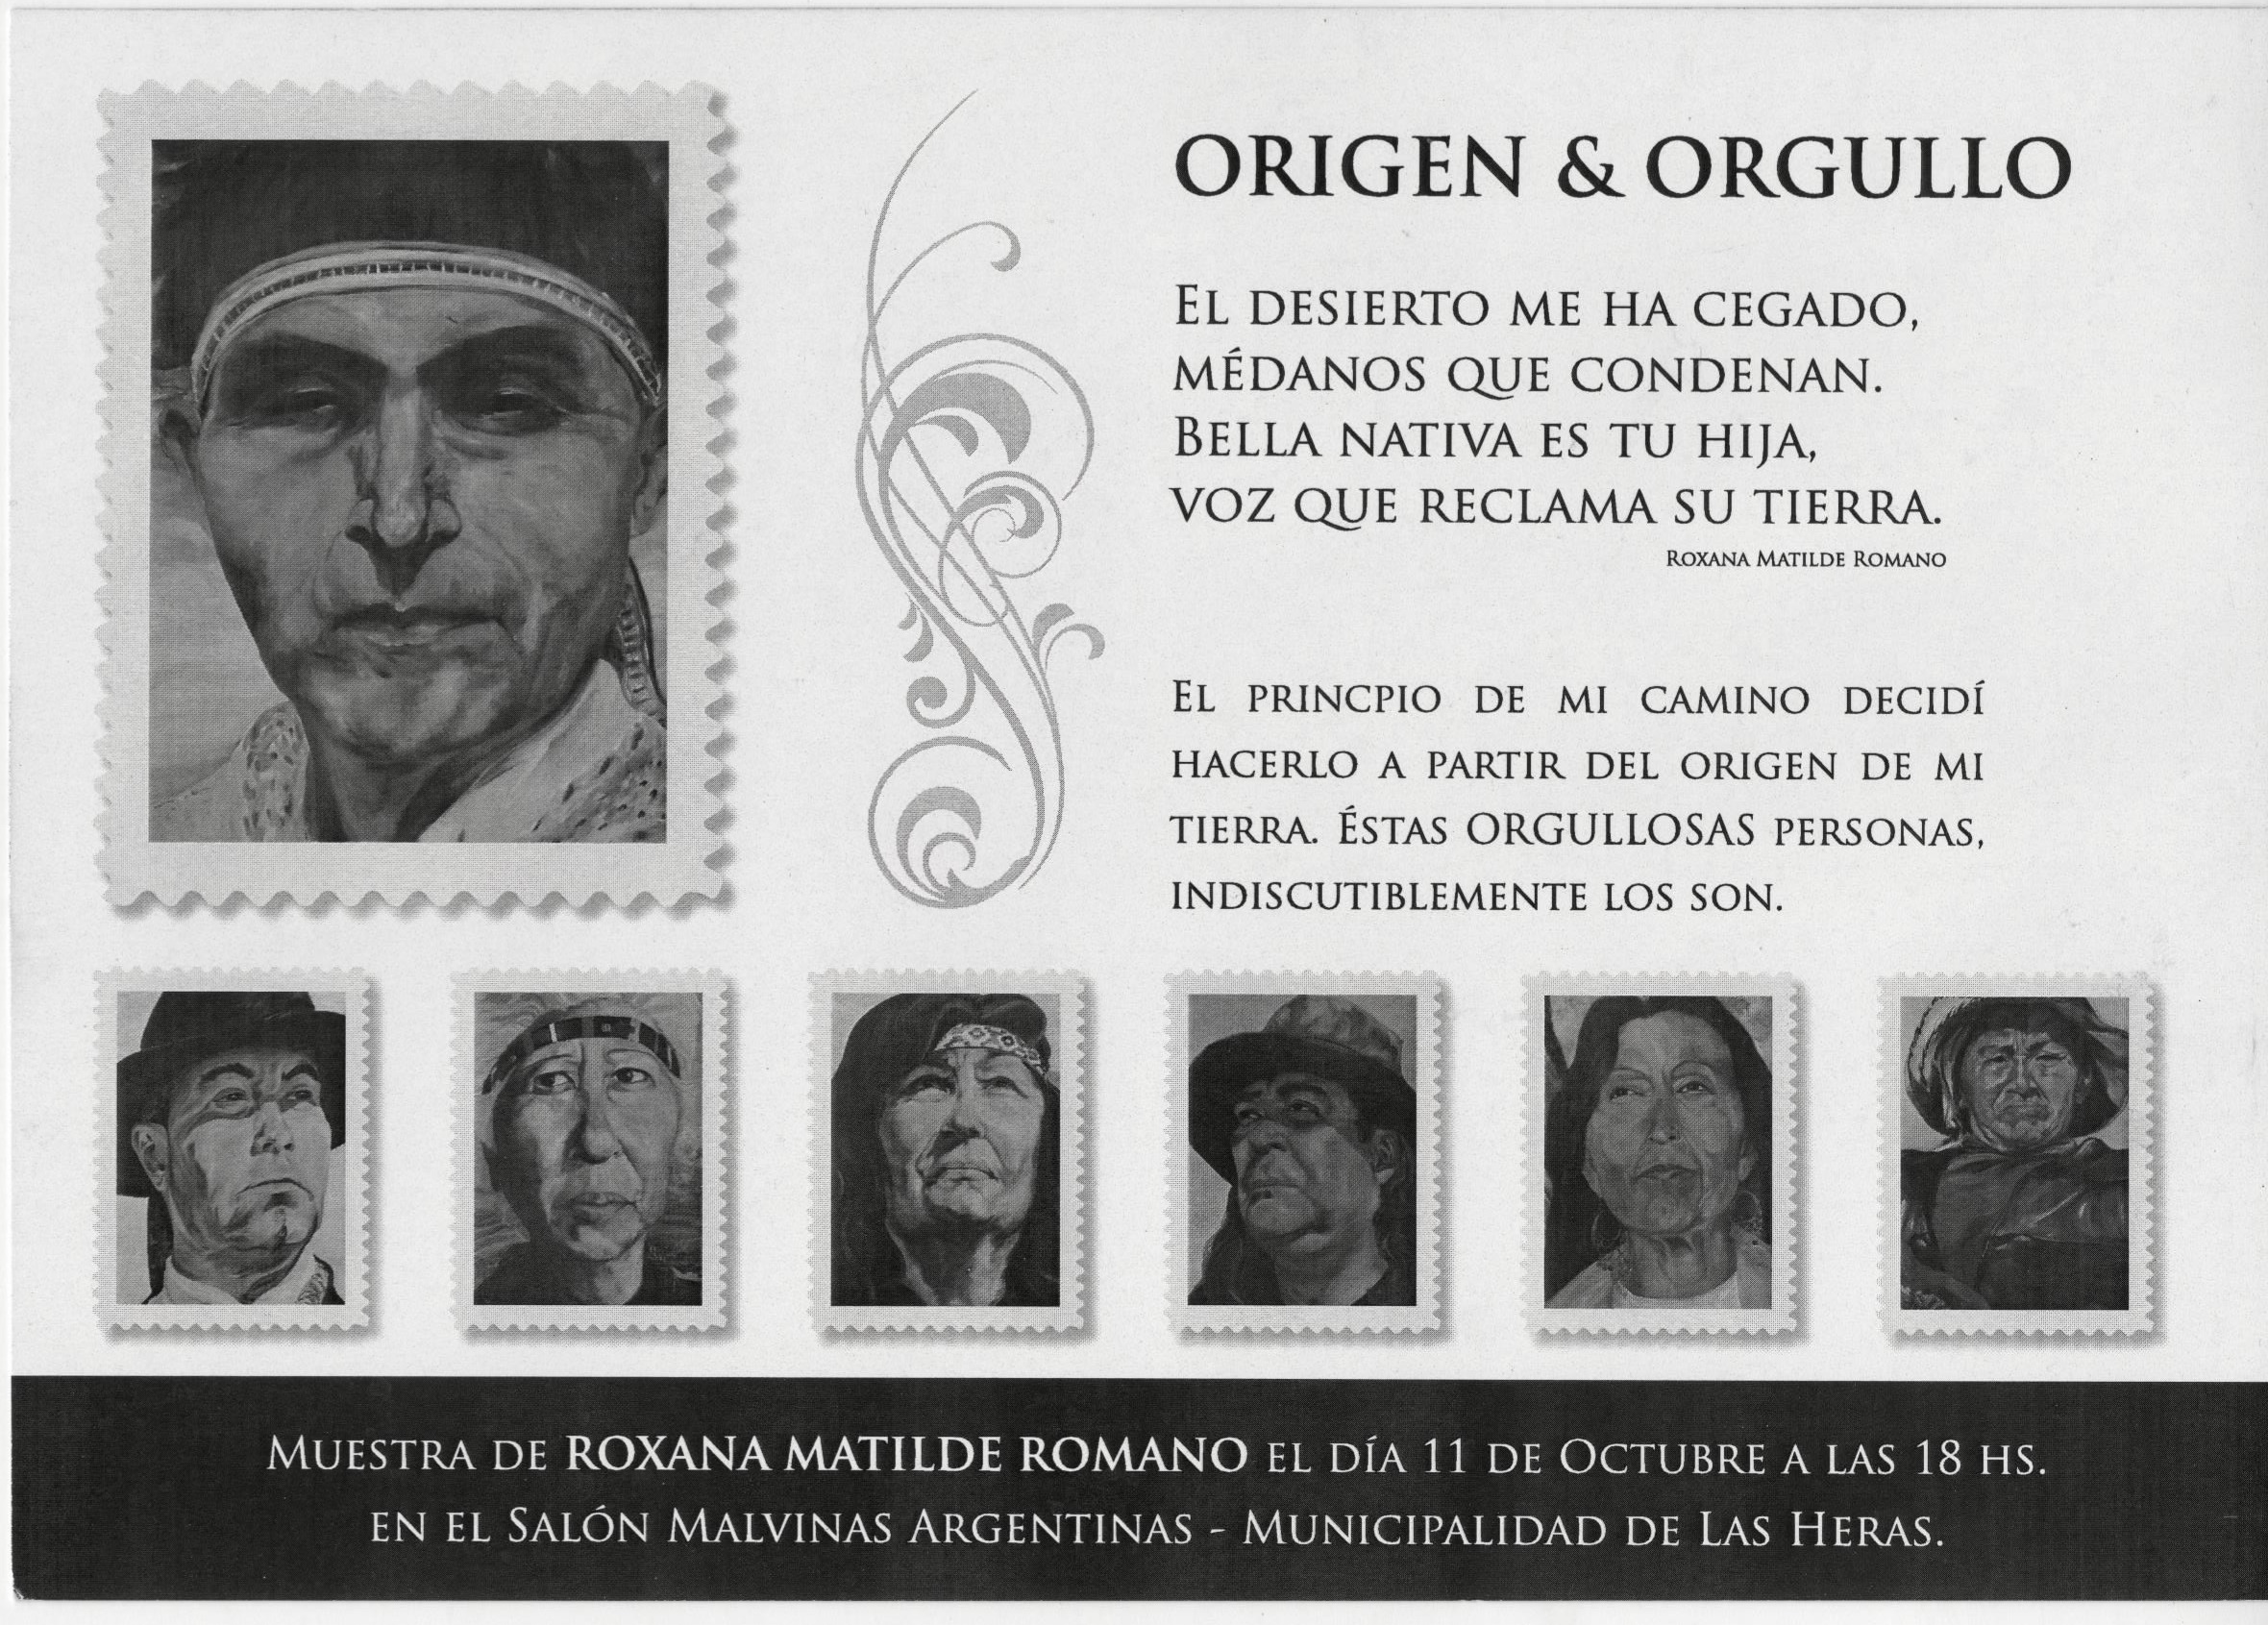 ORIGEN & ORGULLO
El desierto me ha cegado,
médanos que condenan.
Bella nativa es tu hija,
voz que reclama su tierra.
Roxana Matilde Romano
El princpio de mi camino decidí
hacerlo a partir del origen de mi
tierra. Éstas ORGULLOSAS personas,
indiscutiblemente los son.
Muestra de ROXANA MATILDE ROMANO el día 11 de Octubre a las 18 hs.
en el Salón Malvinas Argentinas - Municipalidad de Las Heras.